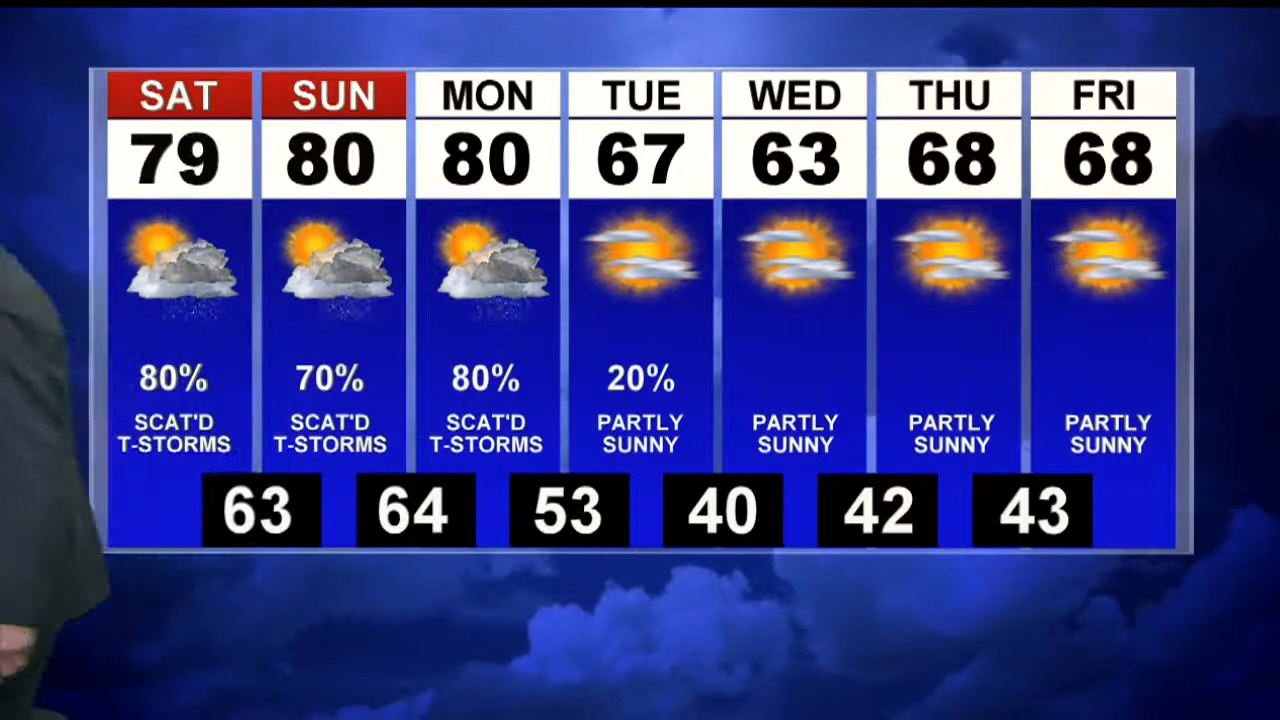 SAT SUN MON TUE WED THU FRI
79 80 80 67 63 68 68
80% 70% 80% 20%
SCAT'D SCAT'D SCAT'D PARTLY PARTLY PARTLY PARTLY
T-STORMS T-STORMS T-STORMS SUNNY SUNNY SUNNY SUNNY
63 64 53 40 42 43